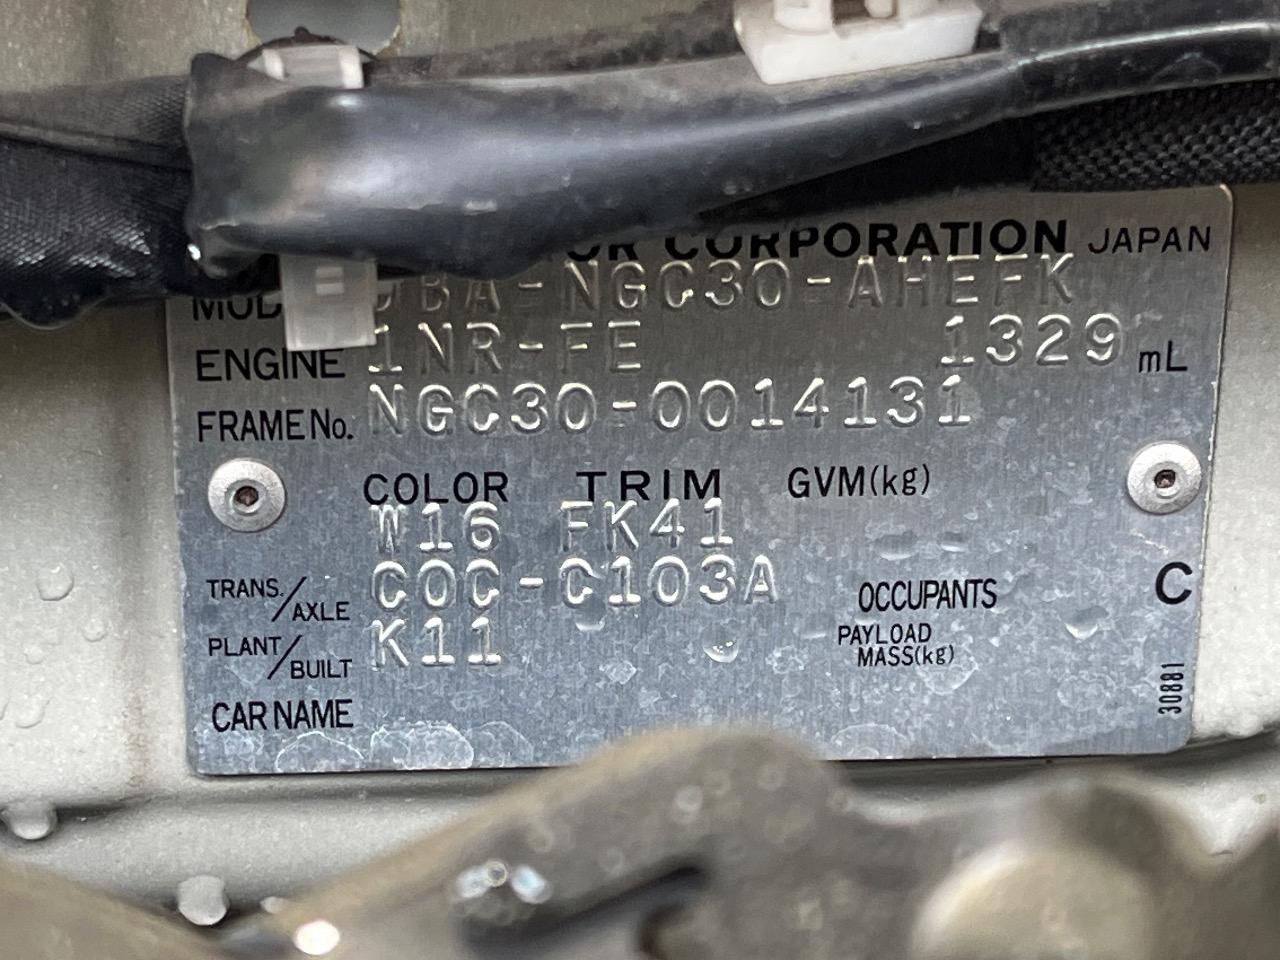 CORPORATION JAPAN
DBA-NGC30-AHEFK
ENGINE 1NR-FE 1329 mL
FRAME No. NGC30-0014131
COLOR TRIM GVM(kg)
W16 FK41
TRANS./AXLE C0C-C103A OCCUPANTS C
PLANT/BUILT K11 PAYLOAD MASS(kg)
CAR NAME
30881